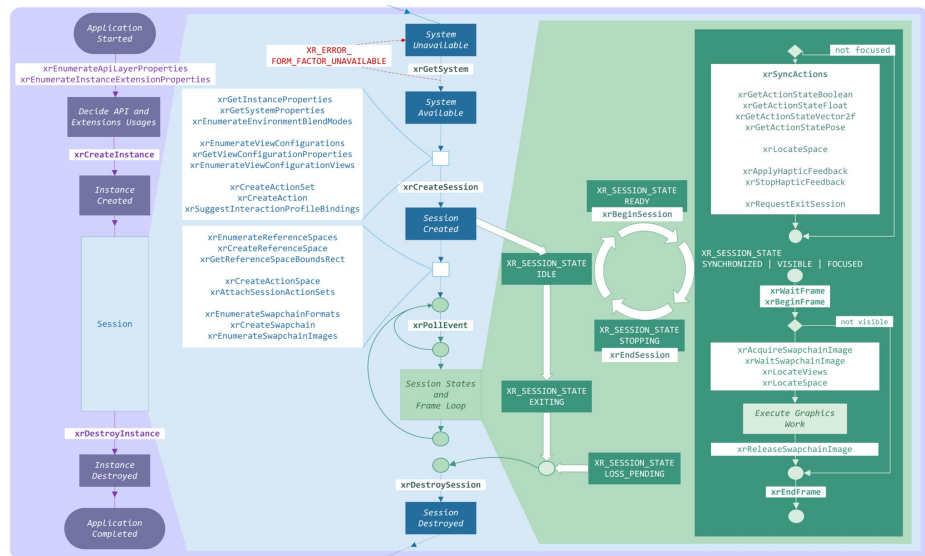 Application
Started
xrEnumerateApiLayerProperties
xrEnumerateInstanceExtensionProperties
Decide API and
Extensions Usages
xrCreateInstance
Instance
Created
Session
xrDestroyInstance
Instance
Destroyed
Application
Completed
System
Unavailable
XR_ERROR_
FORM_FACTOR_UNAVAILABLE
xrGetSystem
System
Available
xrGetInstanceProperties
xrGetSystemProperties
xrEnumerateEnvironmentBlendModes
xrEnumerateViewConfigurations
xrGetViewConfigurationProperties
xrEnumerateViewConfigurationViews
xrCreateActionSet
xrCreateAction
xrSuggestInteractionProfileBindings
xrCreateSession
Session
Created
xrEnumerateReferenceSpaces
xrCreateReferenceSpace
xrGetReferenceSpaceBoundsRect
xrCreateActionSpace
xrAttachSessionActionSets
xrEnumerateSwapchainFormats
xrCreateSwapchain
xrEnumerateSwapchainImages
xrPollEvent
Session States
and
Frame Loop
xrDestroySession
Session
Destroyed
XR_SESSION_STATE
IDLE
XR_SESSION_STATE
READY
xrBeginSession
XR_SESSION_STATE
STOPPING
xrEndSession
XR_SESSION_STATE
EXITING
XR_SESSION_STATE
LOSS_PENDING
not focused
xrSyncActions
xrGetActionStateBoolean
xrGetActionStateFloat
xrGetActionStateVector2f
xrGetActionStatePose
xrLocateSpace
xrApplyHapticFeedback
xrStopHapticFeedback
xrRequestExitSession
XR_SESSION_STATE
SYNCHRONIZED | VISIBLE | FOCUSED
xrWaitFrame
xrBeginFrame
not visible
xrAcquireSwapchainImage
xrWaitSwapchainImage
xrLocateViews
xrLocateSpace
Execute Graphics
Work
xrReleaseSwapchainImage
xrEndFrame